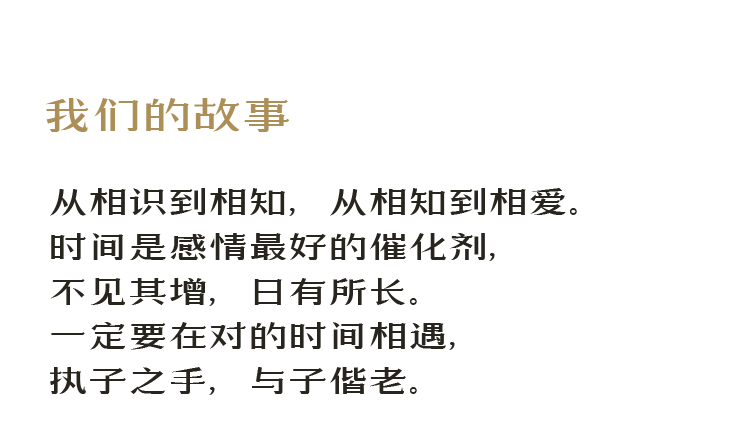 我们的故事
从相识到相知，从相知到相爱。
时间是感情最好的催化剂，
不见其增，日有所长。
一定要在对的时间相遇，
执子之手，与子偕老。